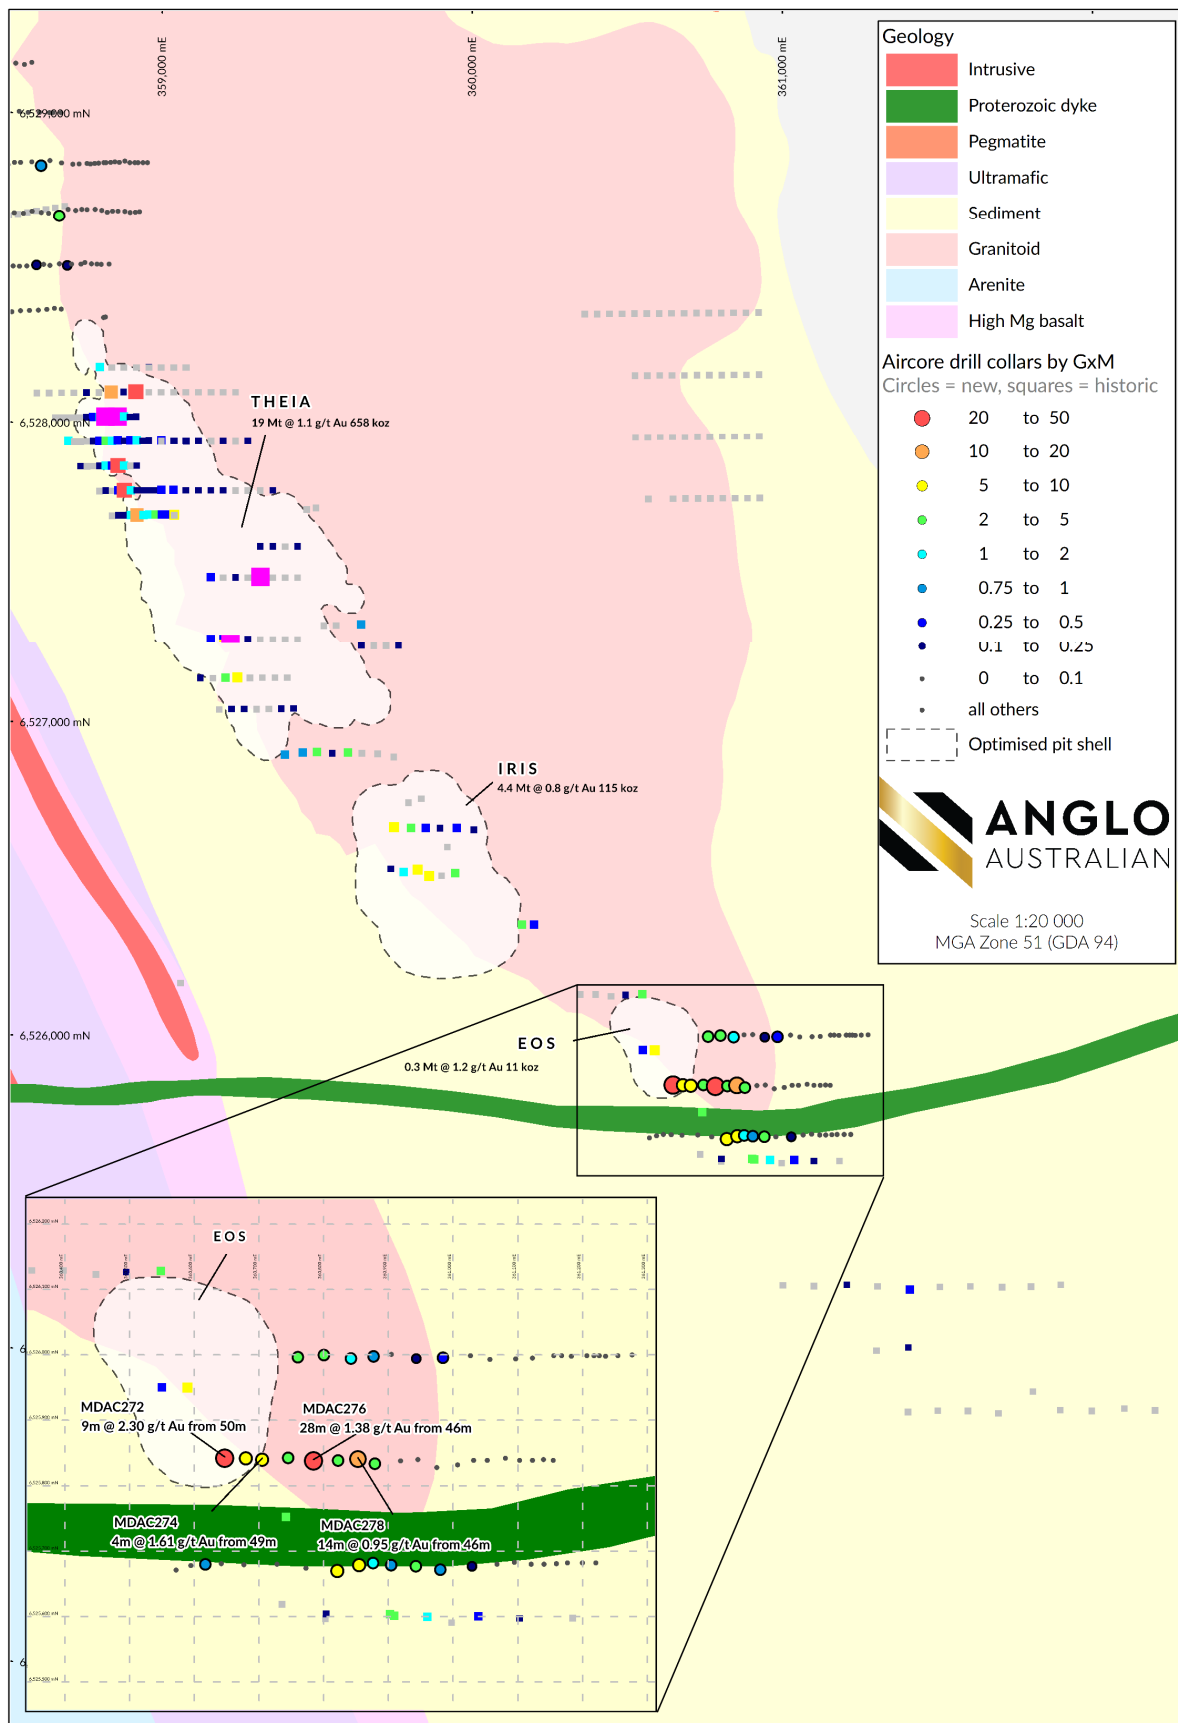 359,000 mE
360,000 mE
361,000 mE
6,529,000 mN
6,528,000 mN
6,527,000 mN
6,526,000 mN
6,
6,
THEIA
19 Mt @ 1.1 g/t Au 658 koz
IRIS
4.4 Mt @ 0.8 g/t Au 115 koz
EOS
0.3 Mt @ 1.2 g/t Au 11 koz
Geology
Intrusive
Proterozoic dyke
Pegmatite
Ultramafic
Sediment
Granitoid
Arenite
High Mg basalt
Aircore drill collars by GxM
Circles = new, squares = historic
20 to 50
10 to 20
5 to 10
2 to 5
1 to 2
0.75 to 1
0.25 to 0.5
0.1 to 0.25
0 to 0.1
all others
Optimised pit shell
ANGLO
AUSTRALIAN
Scale 1:20 000
MGA Zone 51 (GDA 94)
EOS
MDAC272
9m @ 2.30 g/t Au from 50m
MDAC276
28m @ 1.38 g/t Au from 46m
MDAC274
4m @ 1.61 g/t Au from 49m
MDAC278
14m @ 0.95 g/t Au from 46m